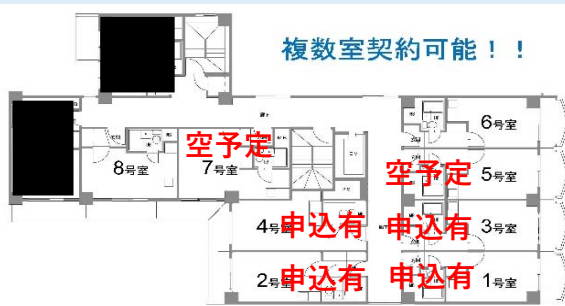 複数室契約可能！！
空予定
6号室
8号室
7号室
空予定
5号室
4号室
申込有
申込有
3号室
2号室
申込有
申込有
1号室